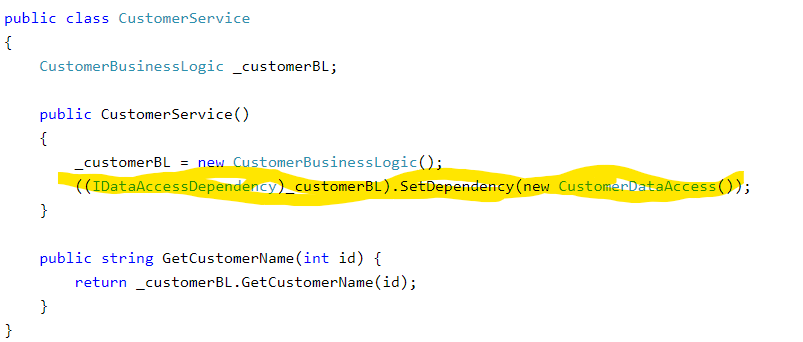 public class CustomerService
{
CustomerBusinessLogic _customerBL;
public CustomerService()
{
_customerBL = new CustomerBusinessLogic();
((IDataAccessDependency)_customerBL).SetDependency(new CustomerDataAccess());
}
public string GetCustomerName(int id) {
return _customerBL.GetCustomerName(id);
}
}